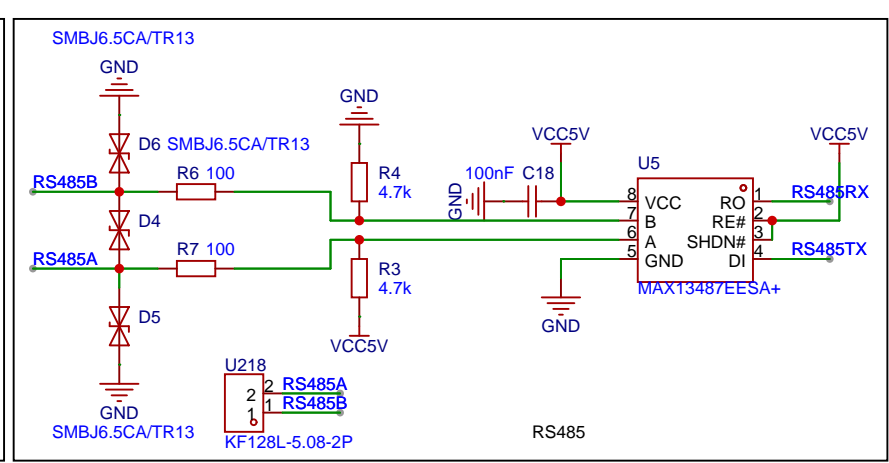 SMBJ6.5CA/TR13
GND
GND
D6 SMBJ6.5CA/TR13
VCC5V
VCC5V
RS485B
R6 100
R4
4.7k
100nF C18
GND
U5
8 VCC RO 1 RS485RX
7 B RE# 2
6 A SHDN# 3
5 GND DI 4 RS485TX
MAX13487EESA+
D4
RS485A
R7 100
R3
4.7k
GND
D5
VCC5V
U218
2 2 RS485A
1 1 RS485B
KF128L-5.08-2P
GND
SMBJ6.5CA/TR13
RS485